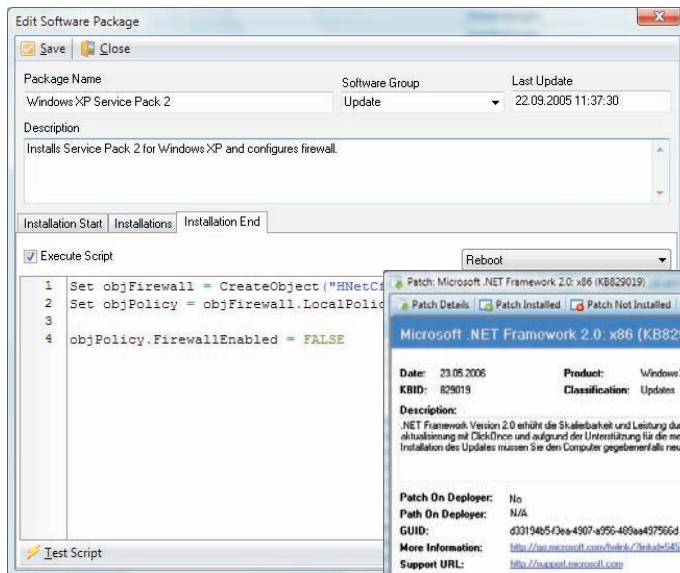 Edit Software Package
Save Close
Package Name Software Group Last Update
Windows XP Service Pack 2 Update 22.09.2005 11:37:30
Description
Installs Service Pack 2 for Windows XP and configures firewall.
Installation Start Installations Installation End
Execute Script Reboot
1 Set objFirewall = CreateObject("HNetCf
2 Set objPolicy = objFirewall.LocalPolic
3
4 objPolicy.FirewallEnabled = FALSE
Test Script
Patch: Microsoft .NET Framework 2.0: x86 (KB829019)
Patch Details Patch Installed Patch Not Installed
Microsoft .NET Framework 2.0: x86 (KB829
Date: 23.05.2006 Product: Windows
KBID: 829019 Classification: Updates
Description:
.NET Framework Version 2.0 erhöht die Skalierbarkeit und Leistung du
aktualisierung mit ClickOnce und aufgrund der Unterstützung für die me
Installation des Updates müssen Sie den Computer gegebenenfalls neu
Patch On Deployer: No
Path On Deployer: N/A
GUID:
More Information: http://go.microsoft.com/fwlink/?linkid=
Support URL: http://support.microsoft.com